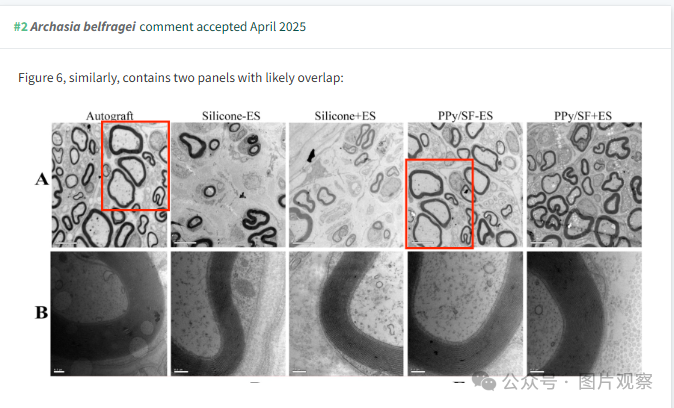 #2 Archasia belfragei comment accepted April 2025
Figure 6, similarly, contains two panels with likely overlap:
Autograft Silicone-ES Silicone+ES PPy/SF-ES PPy/SF+ES
A
B
公众号 · 图片观察